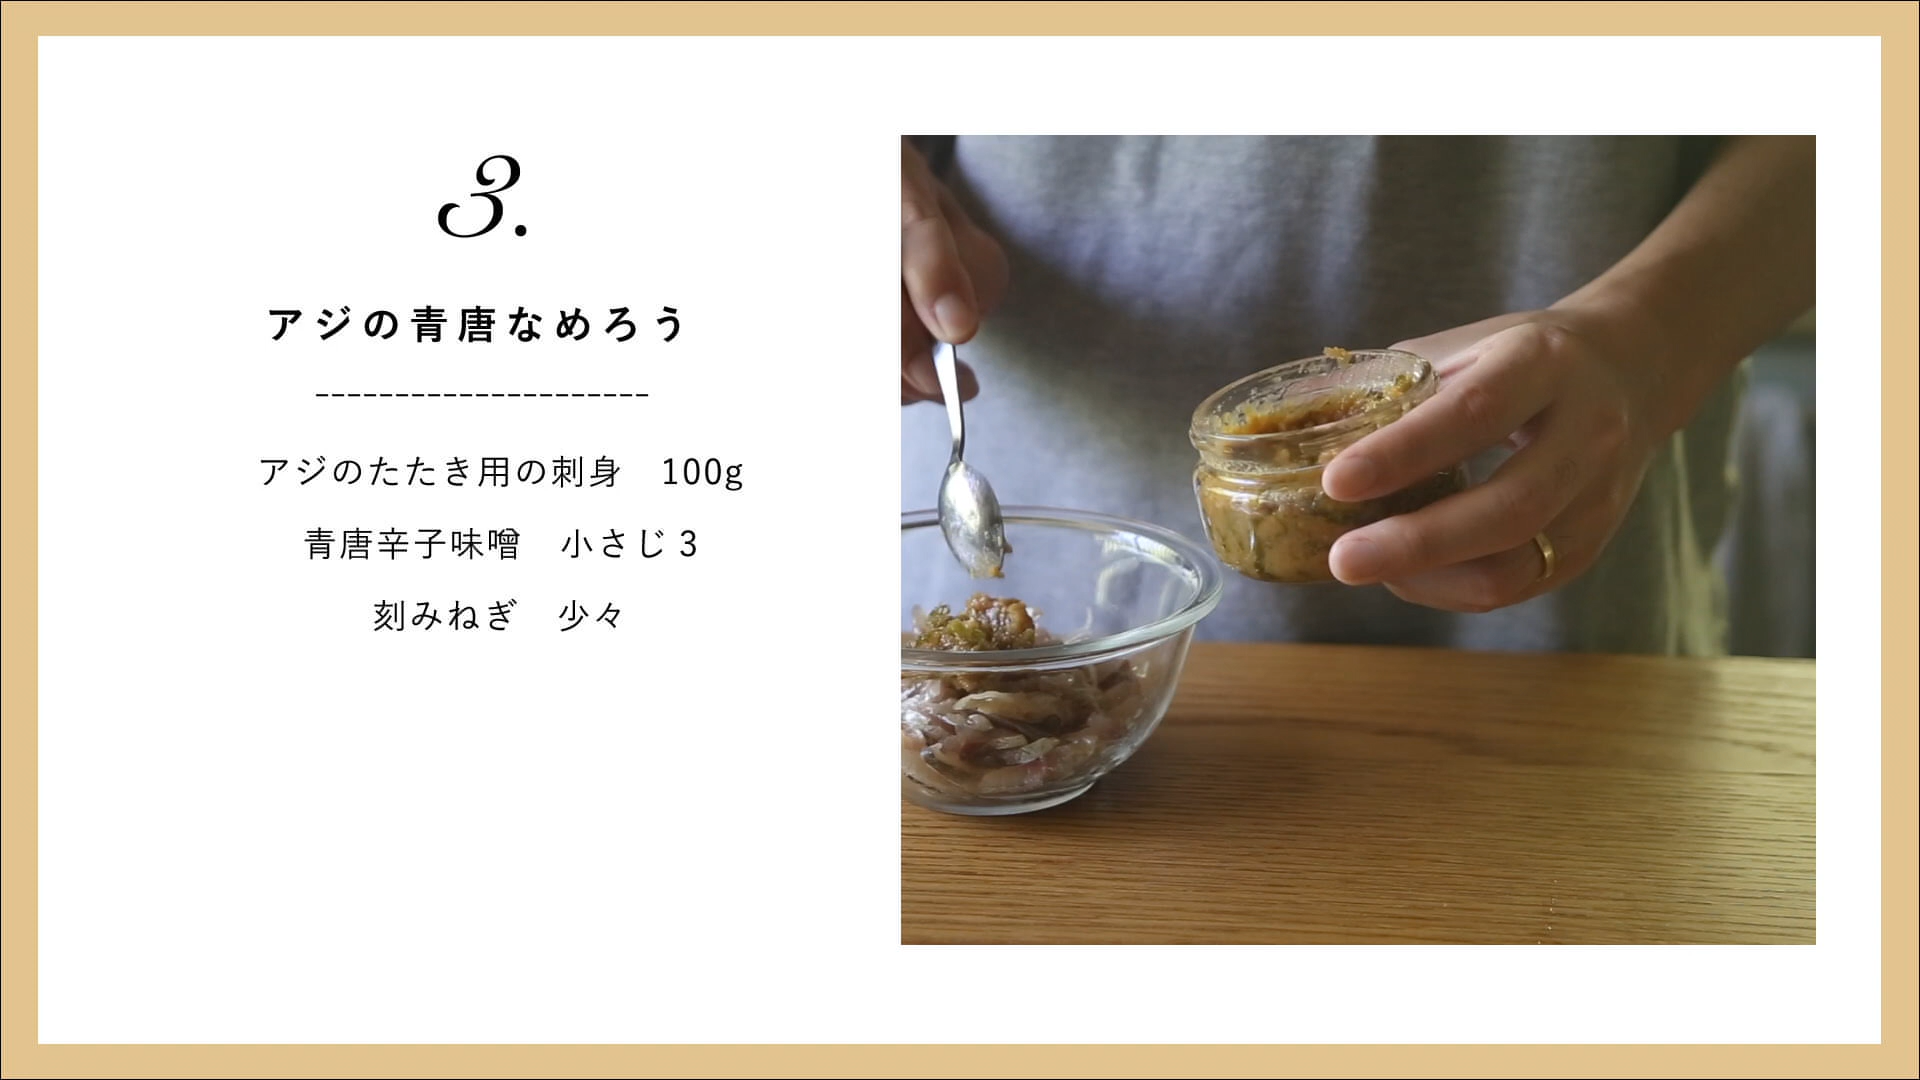 3.
アジの青唐なめろう
アジのたたき用の刺身　100g
青唐辛子味噌　小さじ3
刻みねぎ　少々